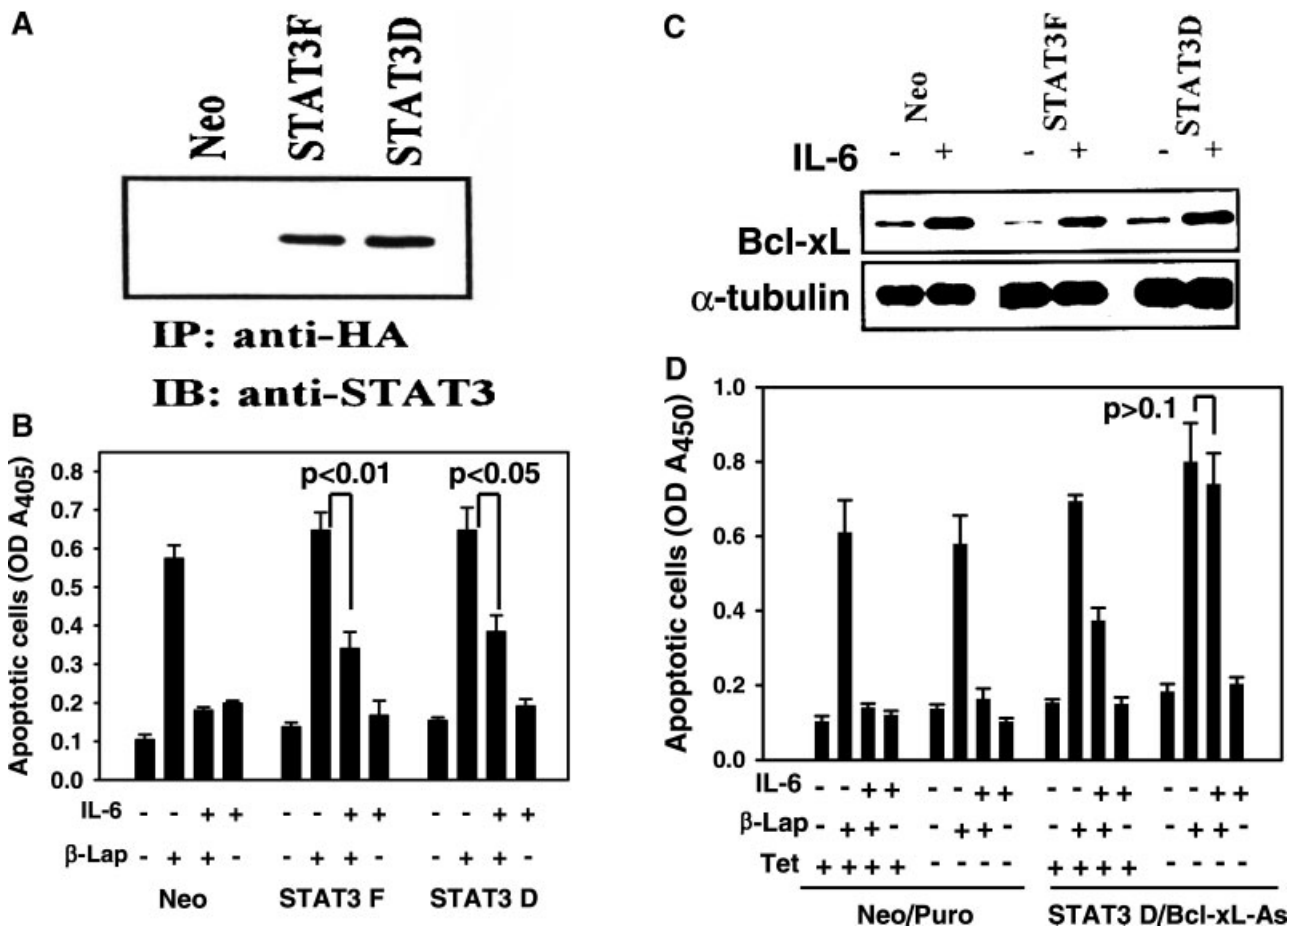 A
Neo
STAT3F
STAT3D
IP: anti-HA
IB: anti-STAT3
B
Apoptotic cells (OD A405)
0.8
0.7
0.6
0.5
0.4
0.3
0.2
0.1
0.0
p<0.01
p<0.05
IL-6 - - + + - - + + - - + +
β-Lap - + + - - + + - - + + -
Neo STAT3 F STAT3 D
C
Neo
STAT3F
STAT3D
IL-6 - + - + - +
Bcl-xL
α-tubulin
D
Apoptotic cells (OD A450)
1.0
0.8
0.6
0.4
0.2
0.0
p>0.1
IL-6 - - + + - - + + - - + + - - + +
β-Lap - + + - - + + - - + + - - + + -
Tet + + + + - - - - + + + + - - - -
Neo/Puro STAT3 D/Bcl-xL-As